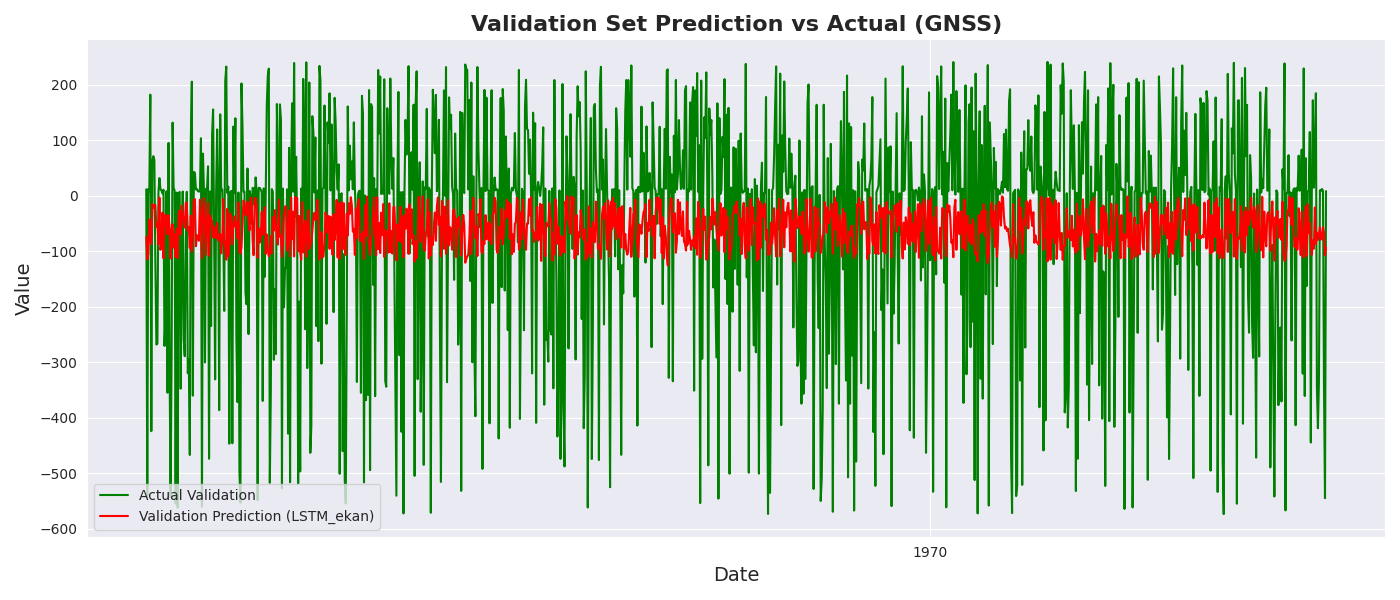 Validation Set Prediction vs Actual (GNSS)
Value
200
100
0
−100
−200
−300
−400
−500
−600
Actual Validation
Validation Prediction (LSTM_ekan)
1970
Date